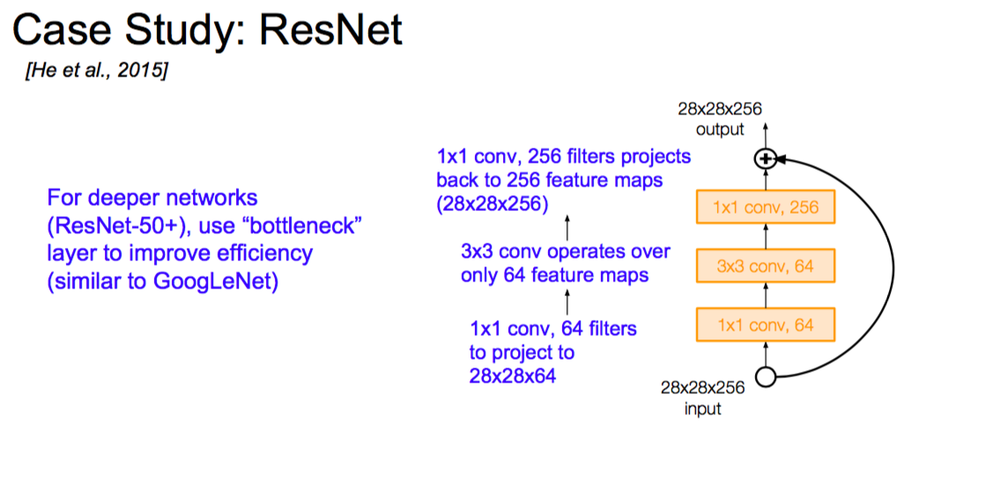 Case Study: ResNet
[He et al., 2015]
For deeper networks
(ResNet-50+), use “bottleneck”
layer to improve efficiency
(similar to GoogLeNet)
1x1 conv, 256 filters projects
back to 256 feature maps
(28x28x256)
3x3 conv operates over
only 64 feature maps
1x1 conv, 64 filters
to project to
28x28x64
28x28x256
output
1x1 conv, 256
3x3 conv, 64
1x1 conv, 64
28x28x256
input